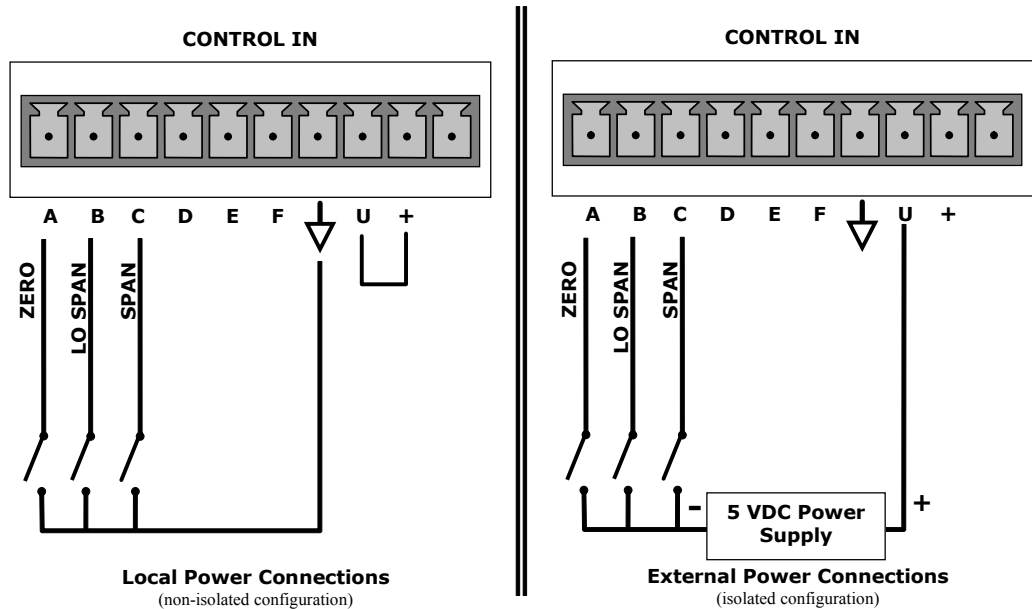 CONTROL IN
A B C D E F U +
ZERO
LO SPAN
SPAN
Local Power Connections
(non-isolated configuration)
CONTROL IN
A B C D E F U +
ZERO
LO SPAN
SPAN
- 5 VDC Power +
Supply
External Power Connections
(isolated configuration)